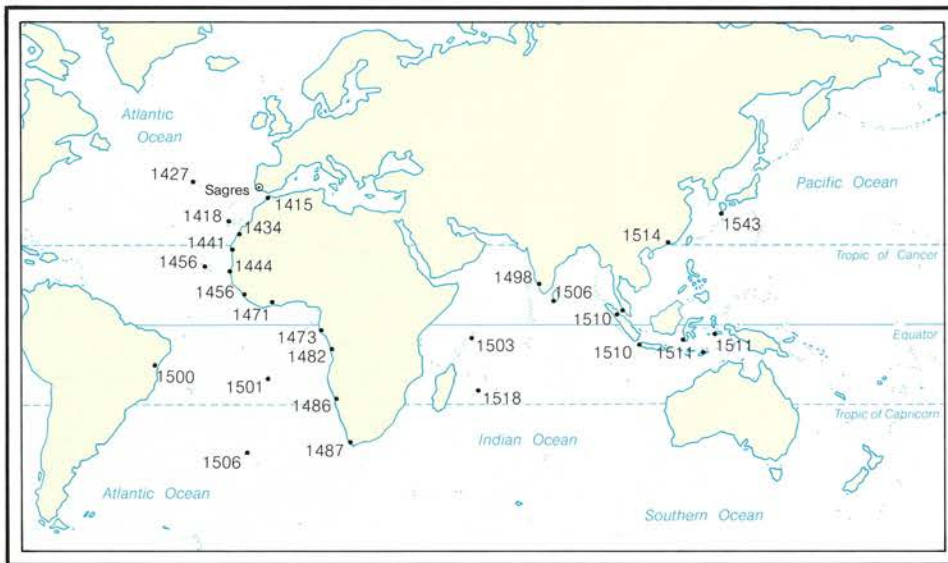 Atlantic
Ocean
1427
Sagres
1415
Pacific Ocean
1418
1434
1543
1441
1514
Tropic of Cancer
1456
1444
1498
1506
1456
1471
1510
1473
Equator
1482
1503
1510
1511
1511
1500
1501
1518
1486
Tropic of Capricorn
1487
Indian Ocean
1506
Atlantic Ocean
Southern Ocean